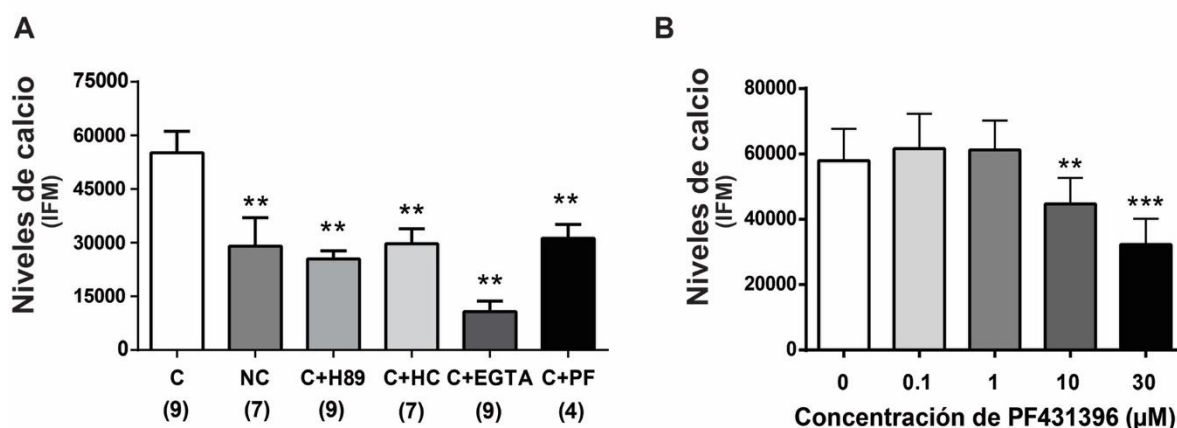 A
Niveles de calcio
(IFM)
75000
60000
45000
30000
15000
0
**
**
**
**
**
C NC C+H89 C+HC C+EGTA C+PF
(9) (7) (9) (7) (9) (4)
B
Niveles de calcio
(IFM)
80000
60000
40000
20000
0
**
***
0 0.1 1 10 30
Concentración de PF431396 (µM)